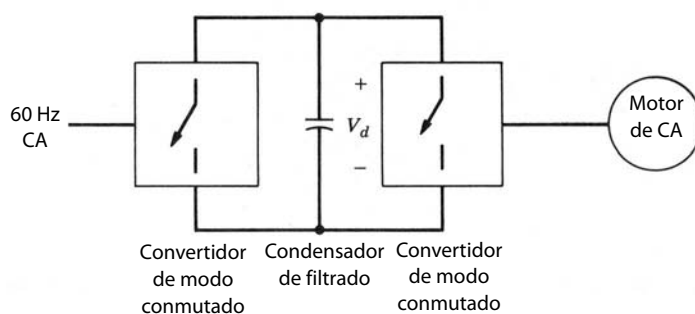 60 Hz
CA
+
V_d
−
Motor
de CA
Convertidor
de modo
conmutado
Condensador
de filtrado
Convertidor
de modo
conmutado